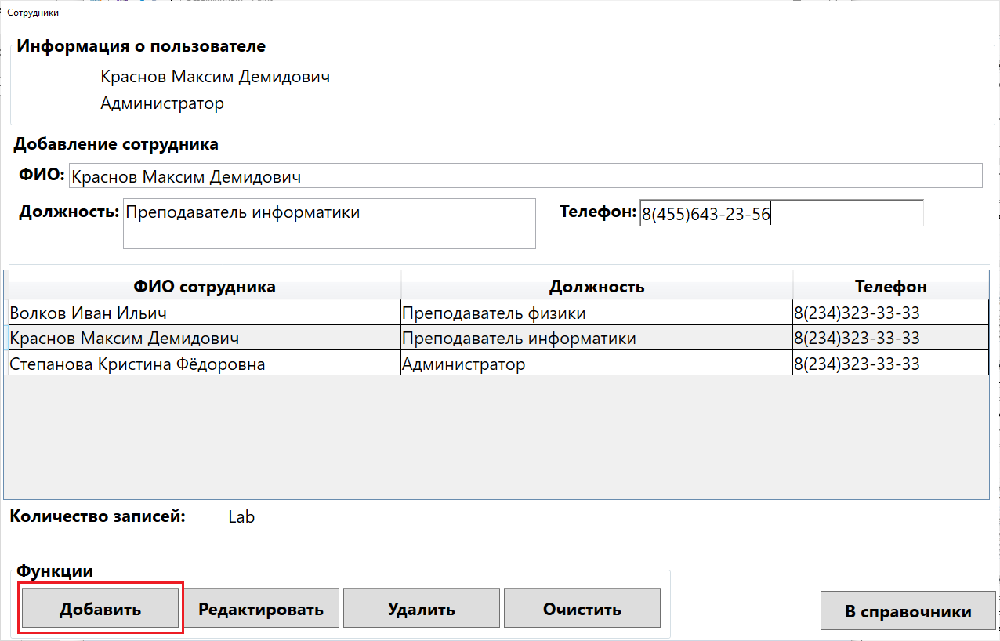 Сотрудники
Информация о пользователе
Краснов Максим Демидович
Администратор
Добавление сотрудника
ФИО: Краснов Максим Демидович
Должность: Преподаватель информатики Телефон: 8(455)643-23-56
ФИО сотрудника Должность Телефон
Волков Иван Ильич Преподаватель физики 8(234)323-33-33
Краснов Максим Демидович Преподаватель информатики 8(234)323-33-33
Степанова Кристина Фёдоровна Администратор 8(234)323-33-33
Количество записей: Lab
Функции
Добавить Редактировать Удалить Очистить В справочники